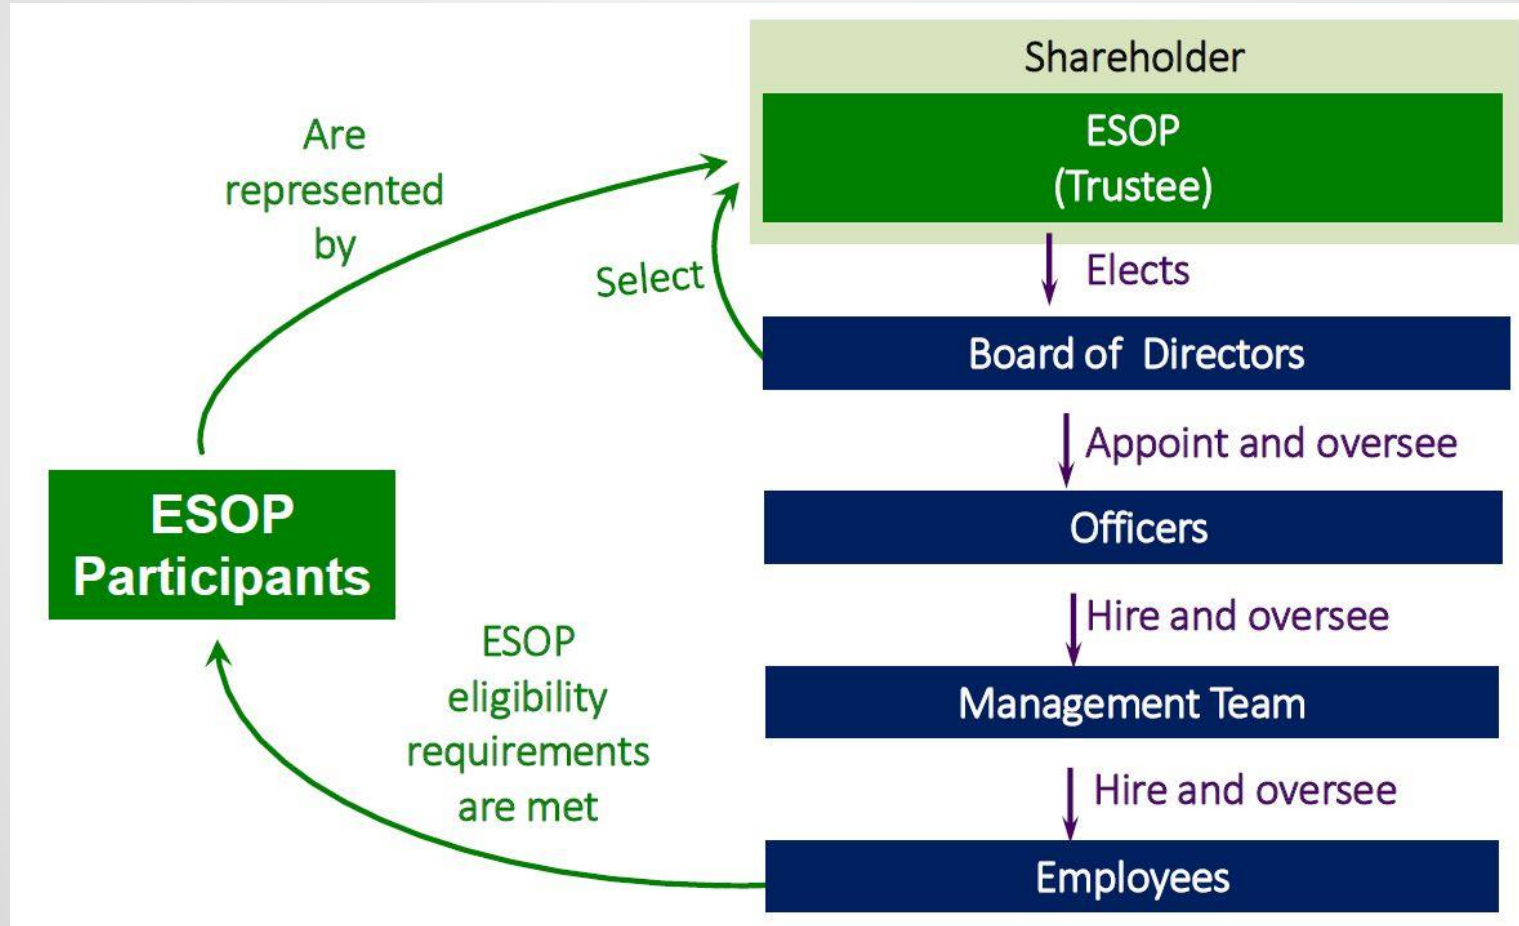 Shareholder
ESOP
(Trustee)
Are
represented
by
Select
Elects
Board of Directors
Appoint and oversee
Officers
ESOP
Participants
Hire and oversee
ESOP
eligibility
requirements
are met
Management Team
Hire and oversee
Employees